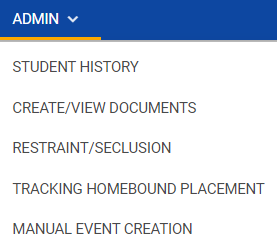 ADMIN
STUDENT HISTORY
CREATE/VIEW DOCUMENTS
RESTRAINT/SECLUSION
TRACKING HOMEBOUND PLACEMENT
MANUAL EVENT CREATION